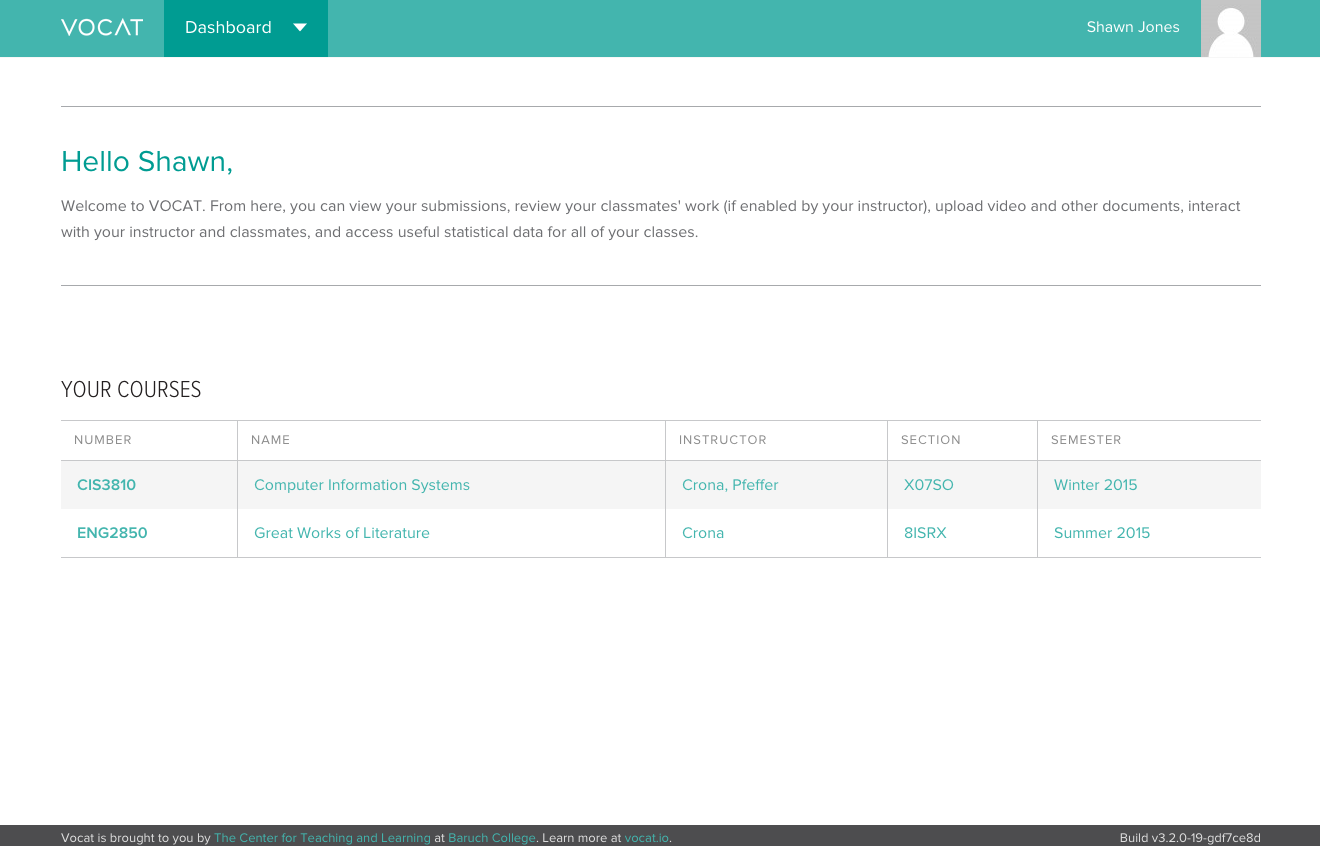 VOCAT Dashboard Shawn Jones
Hello Shawn,
Welcome to VOCAT. From here, you can view your submissions, review your classmates' work (if enabled by your instructor), upload video and other documents, interact
with your instructor and classmates, and access useful statistical data for all of your classes.
YOUR COURSES
NUMBER NAME INSTRUCTOR SECTION SEMESTER
CIS3810 Computer Information Systems Crona, Pfeffer X07SO Winter 2015
ENG2850 Great Works of Literature Crona 8ISRX Summer 2015
Vocat is brought to you by The Center for Teaching and Learning at Baruch College. Learn more at vocat.io. Build v3.2.0-19-gdf7ce8d